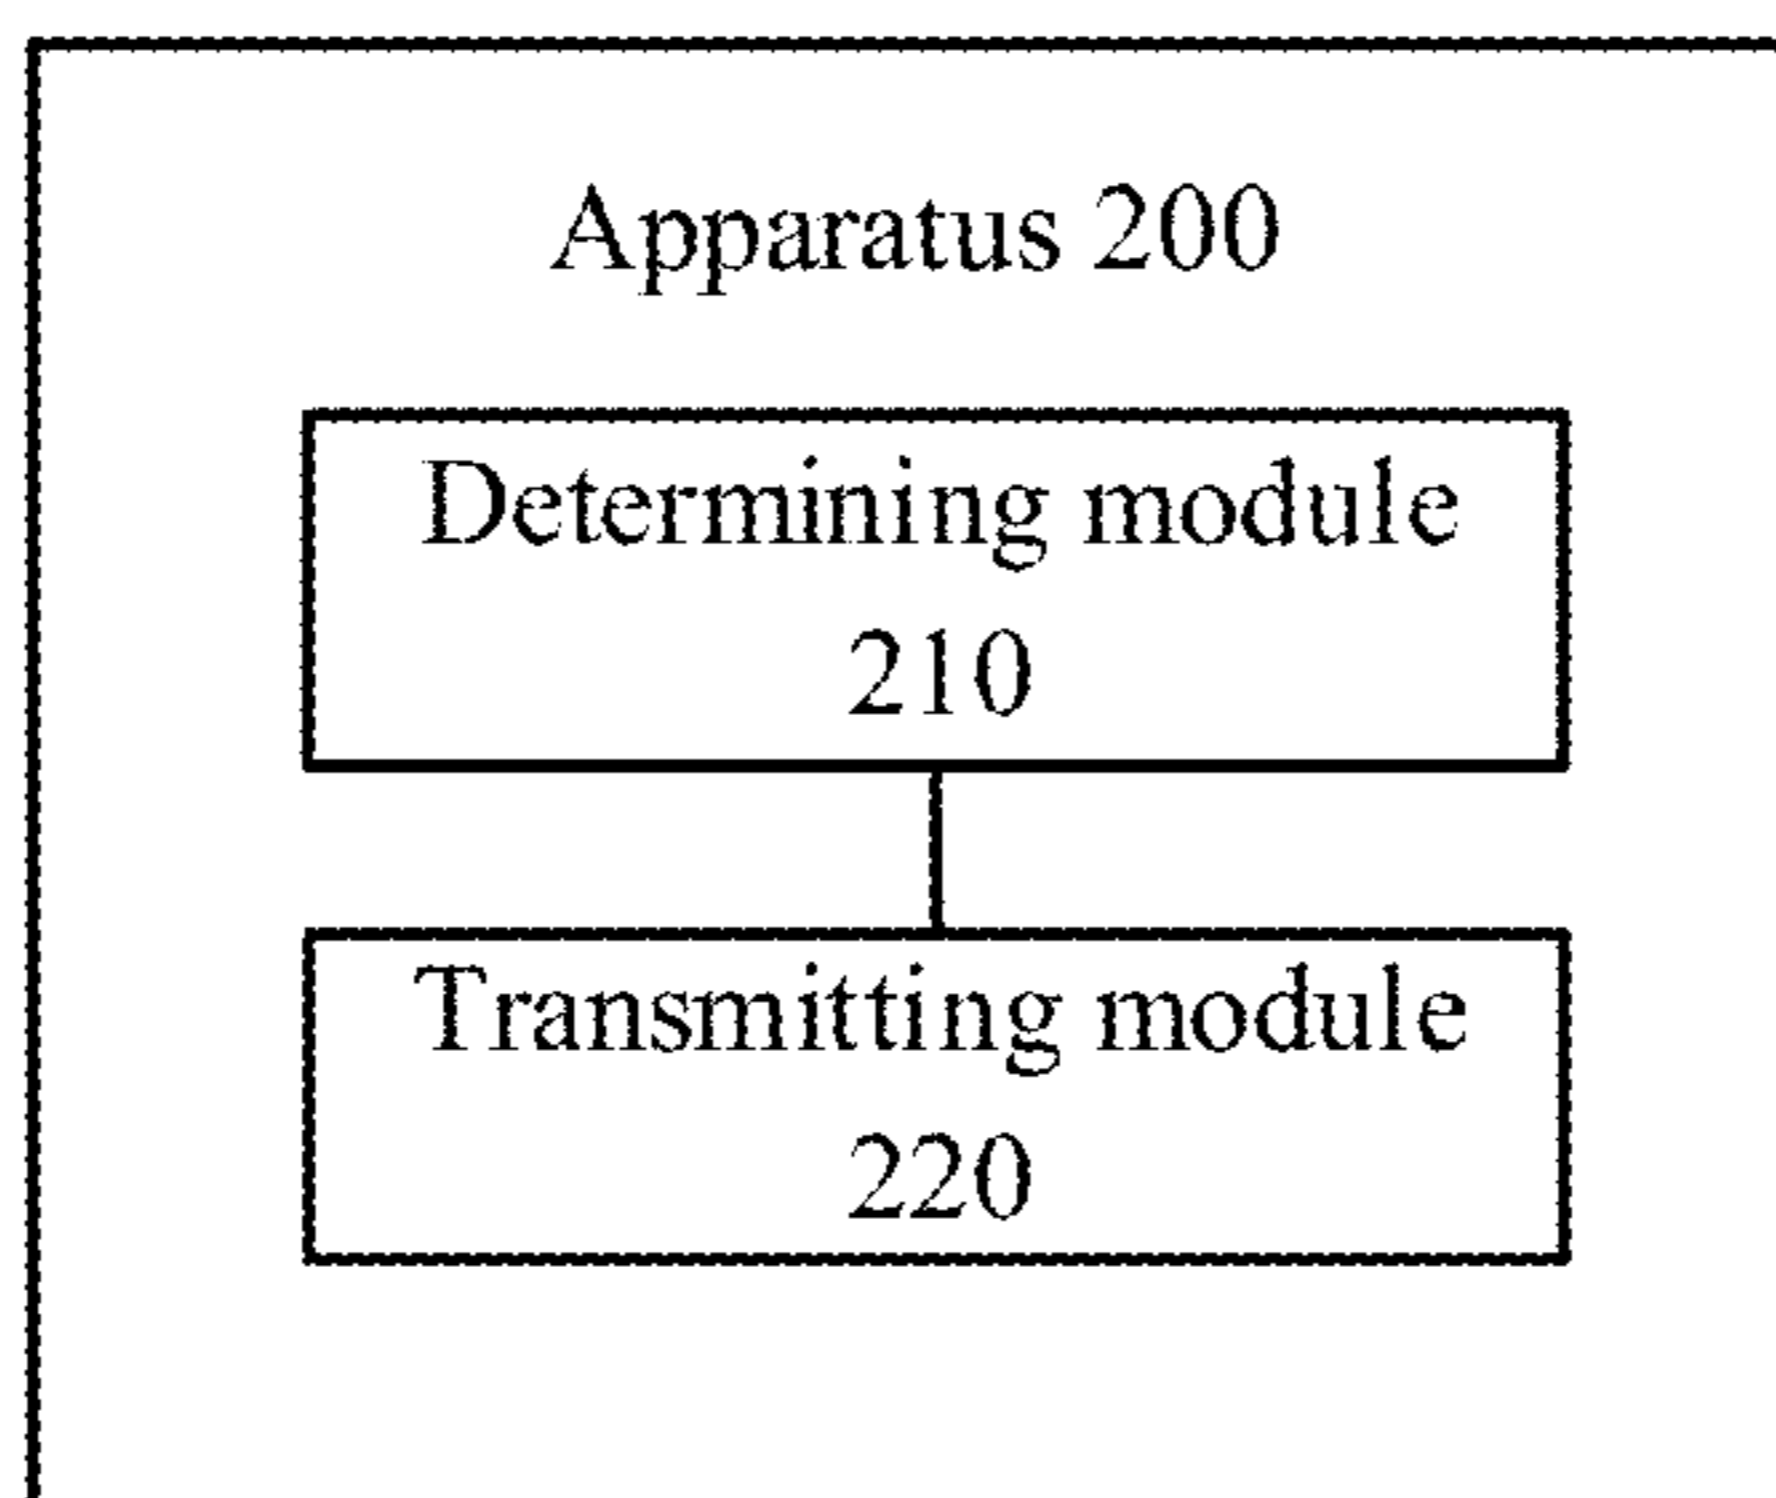 Apparatus 200
Determining module
210
Transmitting module
220